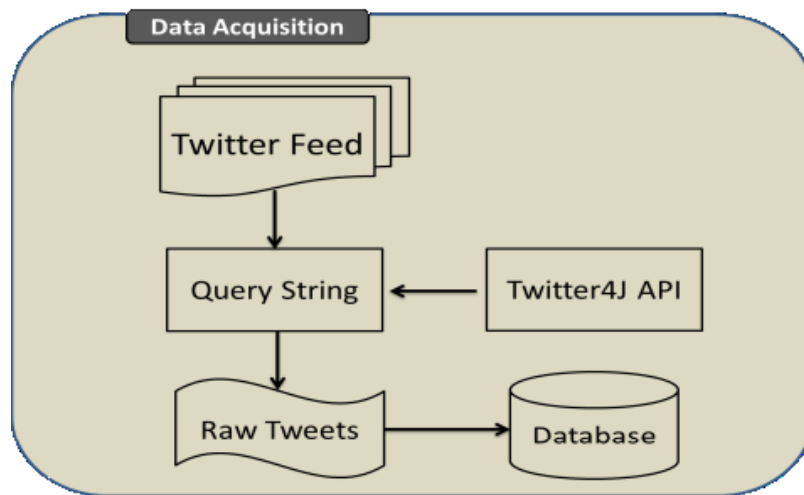 Data Acquisition
Twitter Feed
Query String
Twitter4J API
Raw Tweets
Database